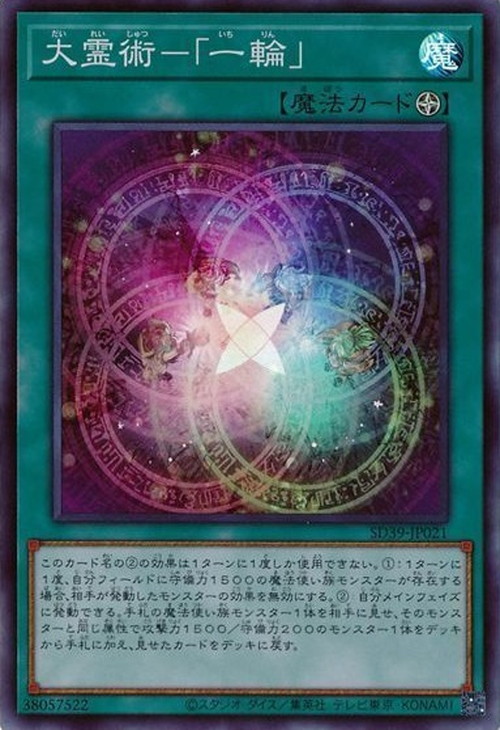 大霊術－「一輪」
魔
【魔法カード】
SD39-JP021
このカード名の②の効果は1ターンに1度しか使用できない。①：1ターンに
1度、自分フィールドに守備力1500の魔法使い族モンスターが存在する
場合、相手が発動したモンスターの効果を無効にする。②：自分メインフェイズ
に発動できる。手札の魔法使い族モンスター1体を相手に見せ、そのモンス
ターと同じ属性で攻撃力1500／守備力200のモンスター1体をデッキ
から手札に加え、見せたカードをデッキに戻す。
38057522
©スタジオ・ダイス／集英社 テレビ東京 KONAMI